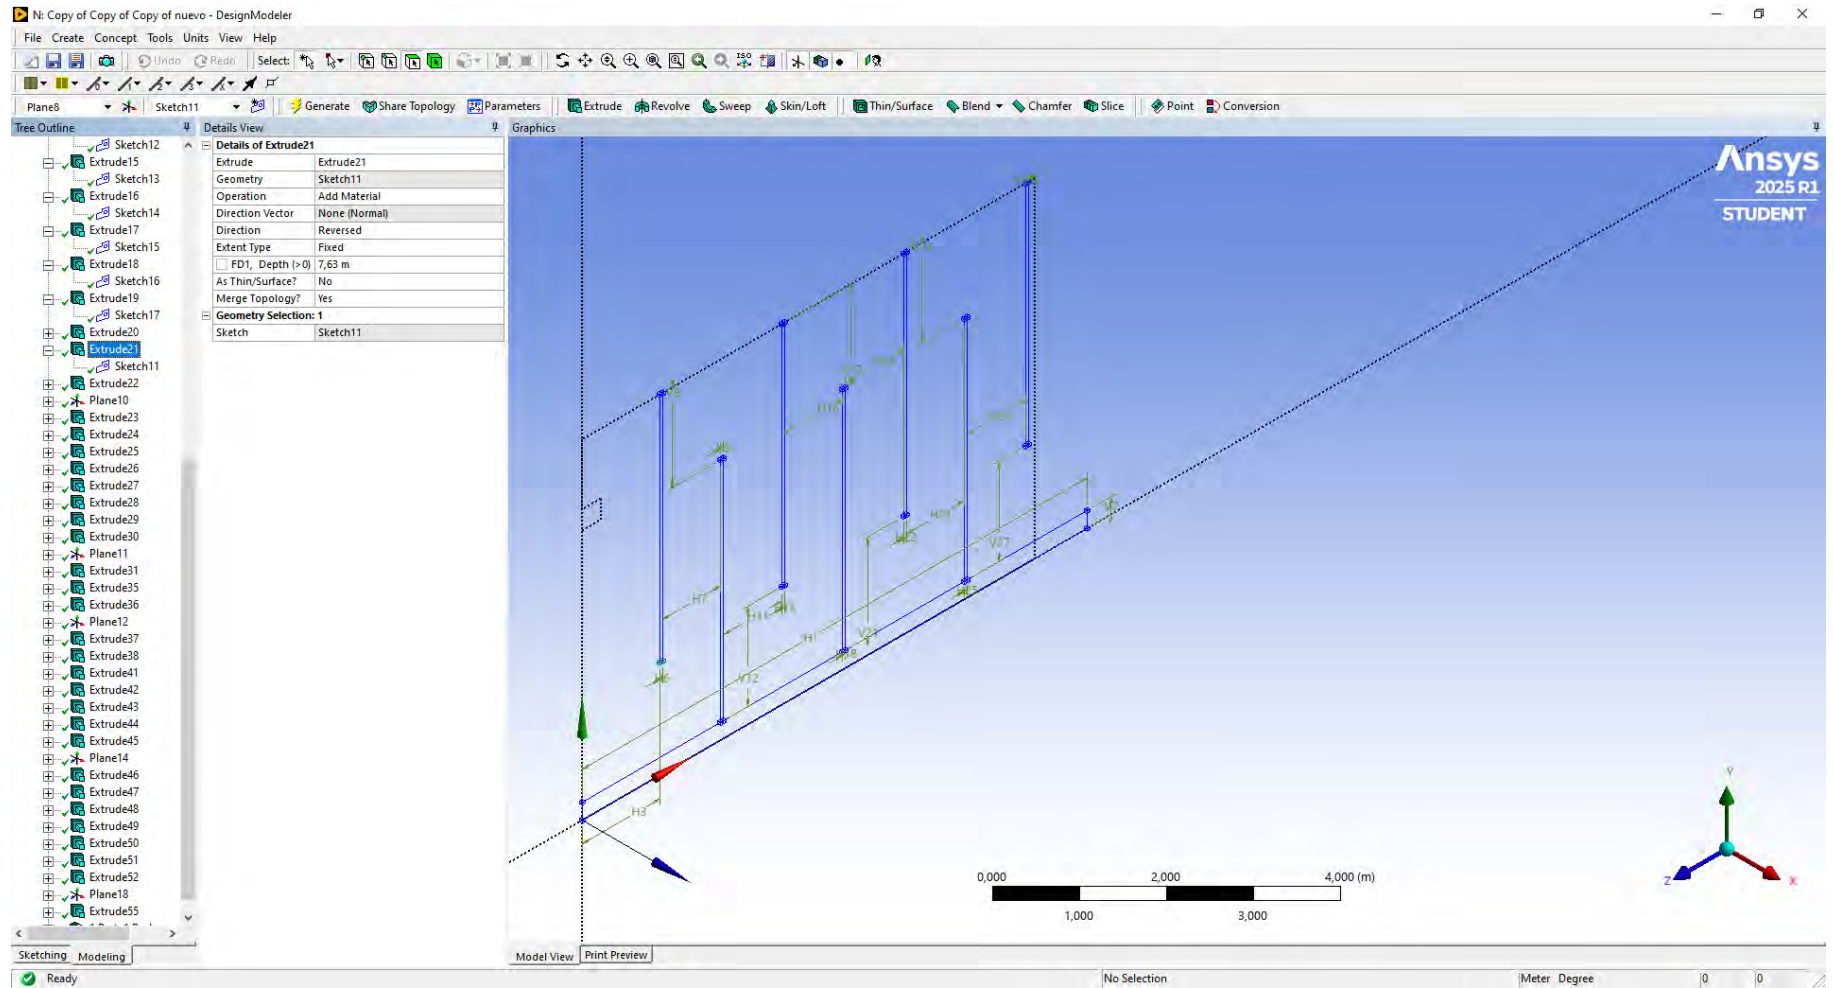 N: Copy of Copy of Copy of nuevo - DesignModeler
File Create Concept Tools Units View Help
Undo Redo Select: ISO
Plane8 Sketch11 Generate Share Topology Parameters Extrude Revolve Sweep Skin/Loft Thin/Surface Blend Chamfer Slice Point Conversion
Tree Outline
Sketch12
Extrude15
Sketch13
Extrude16
Sketch14
Extrude17
Sketch15
Extrude18
Sketch16
Extrude19
Sketch17
Extrude20
Extrude21
Sketch11
Extrude22
Plane10
Extrude23
Extrude24
Extrude25
Extrude26
Extrude27
Extrude28
Extrude29
Extrude30
Plane11
Extrude31
Extrude35
Extrude36
Plane12
Extrude37
Extrude38
Extrude41
Extrude42
Extrude43
Extrude44
Extrude45
Plane14
Extrude46
Extrude47
Extrude48
Extrude49
Extrude50
Extrude51
Extrude52
Plane18
Extrude55
Sketching Modeling
Details View
Details of Extrude21
Extrude Extrude21
Geometry Sketch11
Operation Add Material
Direction Vector None (Normal)
Direction Reversed
Extent Type Fixed
FD1, Depth (>0) 7,63 m
As Thin/Surface? No
Merge Topology? Yes
Geometry Selection: 1
Sketch Sketch11
Graphics
Ansys
2025 R1
STUDENT
H7
H1
H3
0,000 2,000 4,000 (m)
1,000 3,000
Y
Z X
Model View Print Preview
Ready No Selection Meter Degree 0 0